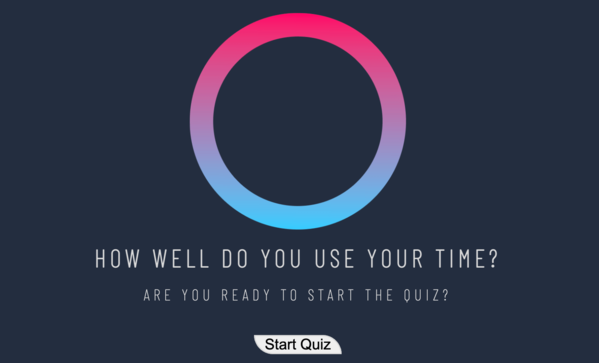 HOW WELL DO YOU USE YOUR TIME?
ARE YOU READY TO START THE QUIZ?
Start Quiz